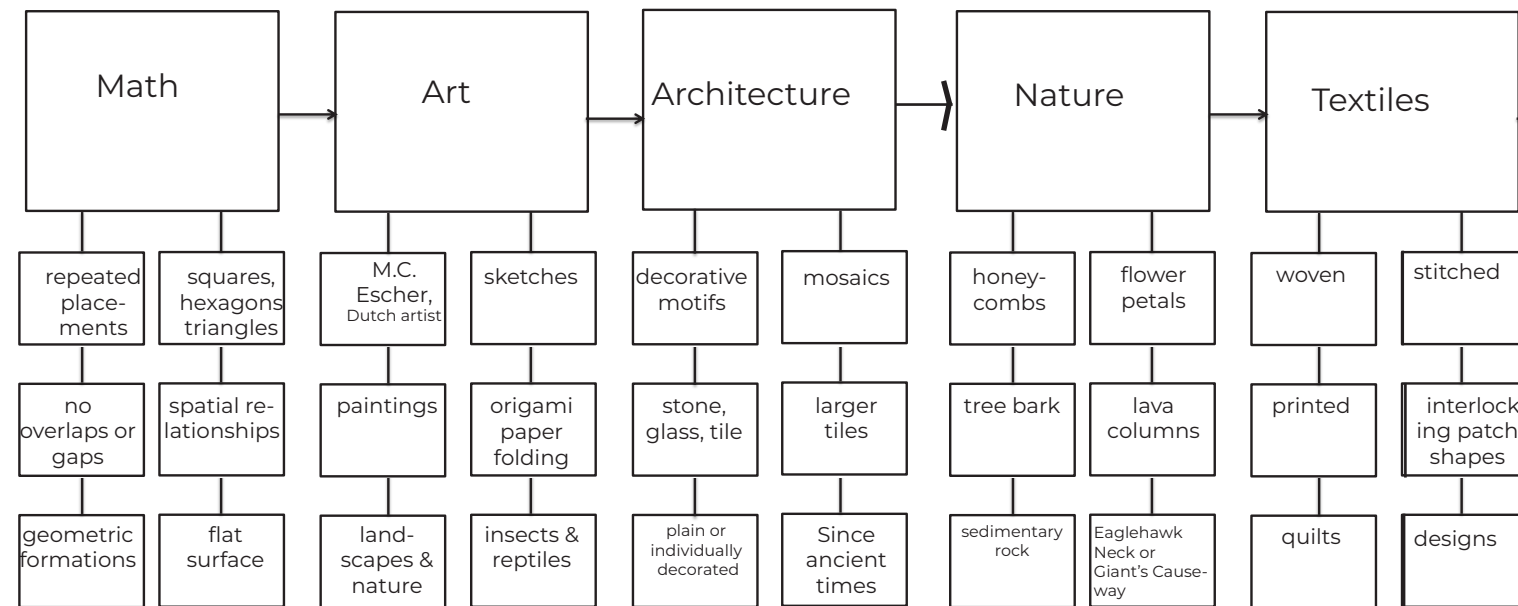 Math
Art
Architecture
Nature
Textiles
repeated
place-
ments
squares,
hexagons
triangles
M.C.
Escher,
Dutch artist
sketches
decorative
motifs
mosaics
honey-
combs
flower
petals
woven
stitched
no
overlaps or
gaps
spatial re-
lationships
paintings
origami
paper
folding
stone,
glass, tile
larger
tiles
tree bark
lava
columns
printed
interlock
ing patch
shapes
geometric
formations
flat
surface
land-
scapes &
nature
insects &
reptiles
plain or
individually
decorated
Since
ancient
times
sedimentary
rock
Eaglehawk
Neck or
Giant's Cause-
way
quilts
designs